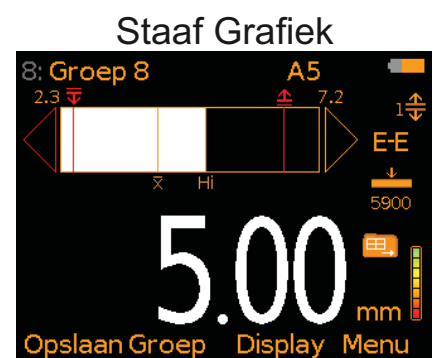 Staaf Grafiek
8: Groep 8 A5
2.3 7.2
1
E-E
x̅ Hi
5900
5.00
mm
Opslaan Groep Display Menu